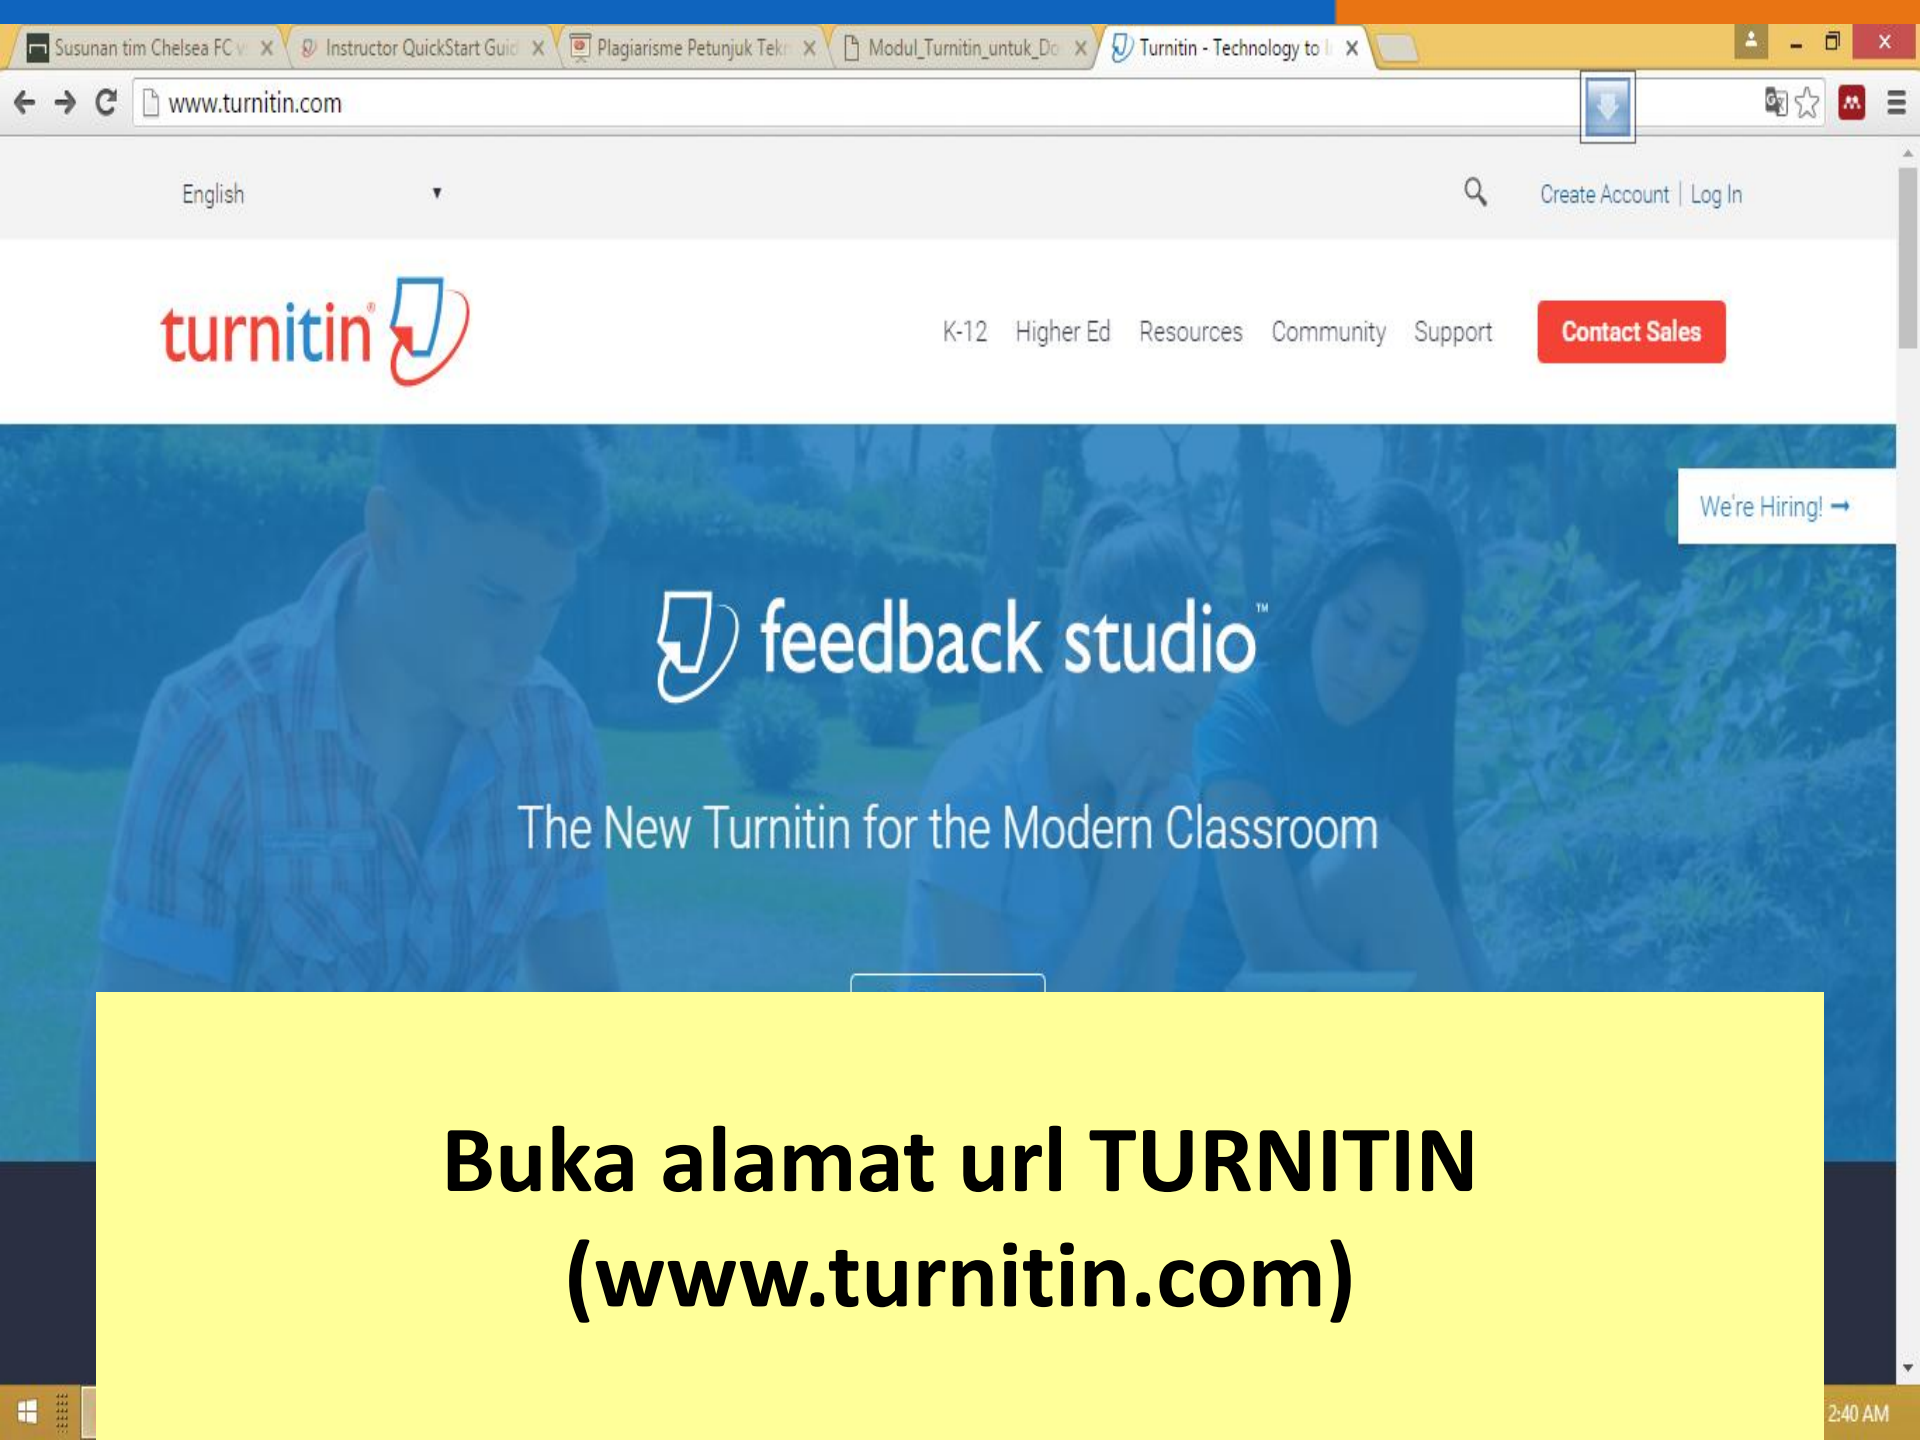 Susunan tim Chelsea FC v
Instructor QuickStart Guid
Plagiarisme Petunjuk Tekn
Modul_Turnitin_untuk_Do
Turnitin - Technology to I
www.turnitin.com
English
Create Account | Log In
turnitin®
K-12 Higher Ed Resources Community Support Contact Sales
We're Hiring! →
feedback studio™
The New Turnitin for the Modern Classroom
Buka alamat url TURNITIN
(www.turnitin.com)
2:40 AM